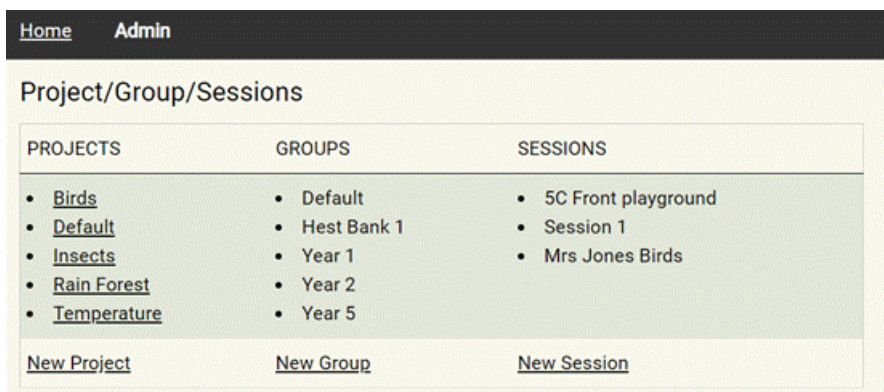 Home Admin
Project/Group/Sessions
PROJECTS GROUPS SESSIONS
Birds Default 5C Front playground
Default Hest Bank 1 Session 1
Insects Year 1 Mrs Jones Birds
Rain Forest Year 2
Temperature Year 5
New Project New Group New Session